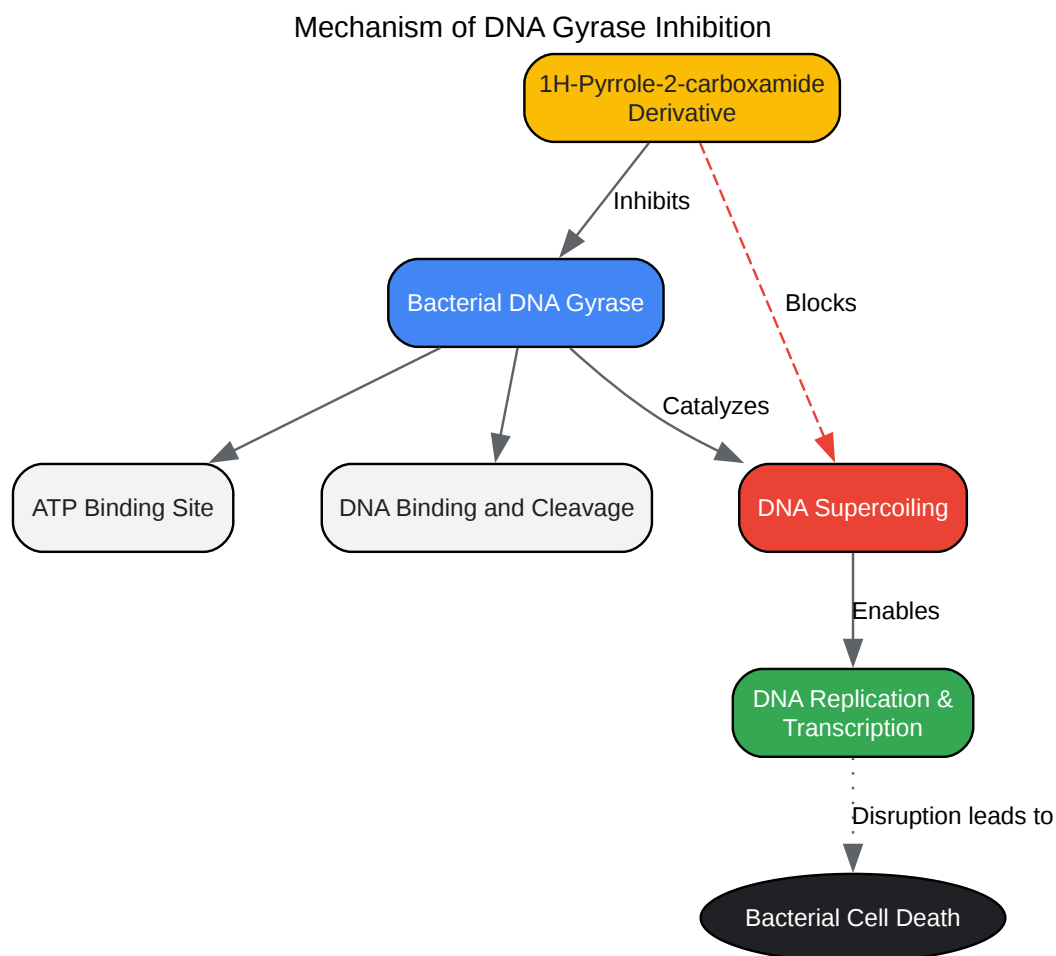 Mechanism of DNA Gyrase Inhibition
1H-Pyrrole-2-carboxamide
Derivative
Inhibits
Bacterial DNA Gyrase
Blocks
Catalyzes
ATP Binding Site
DNA Binding and Cleavage
DNA Supercoiling
Enables
DNA Replication &
Transcription
Disruption leads to
Bacterial Cell Death